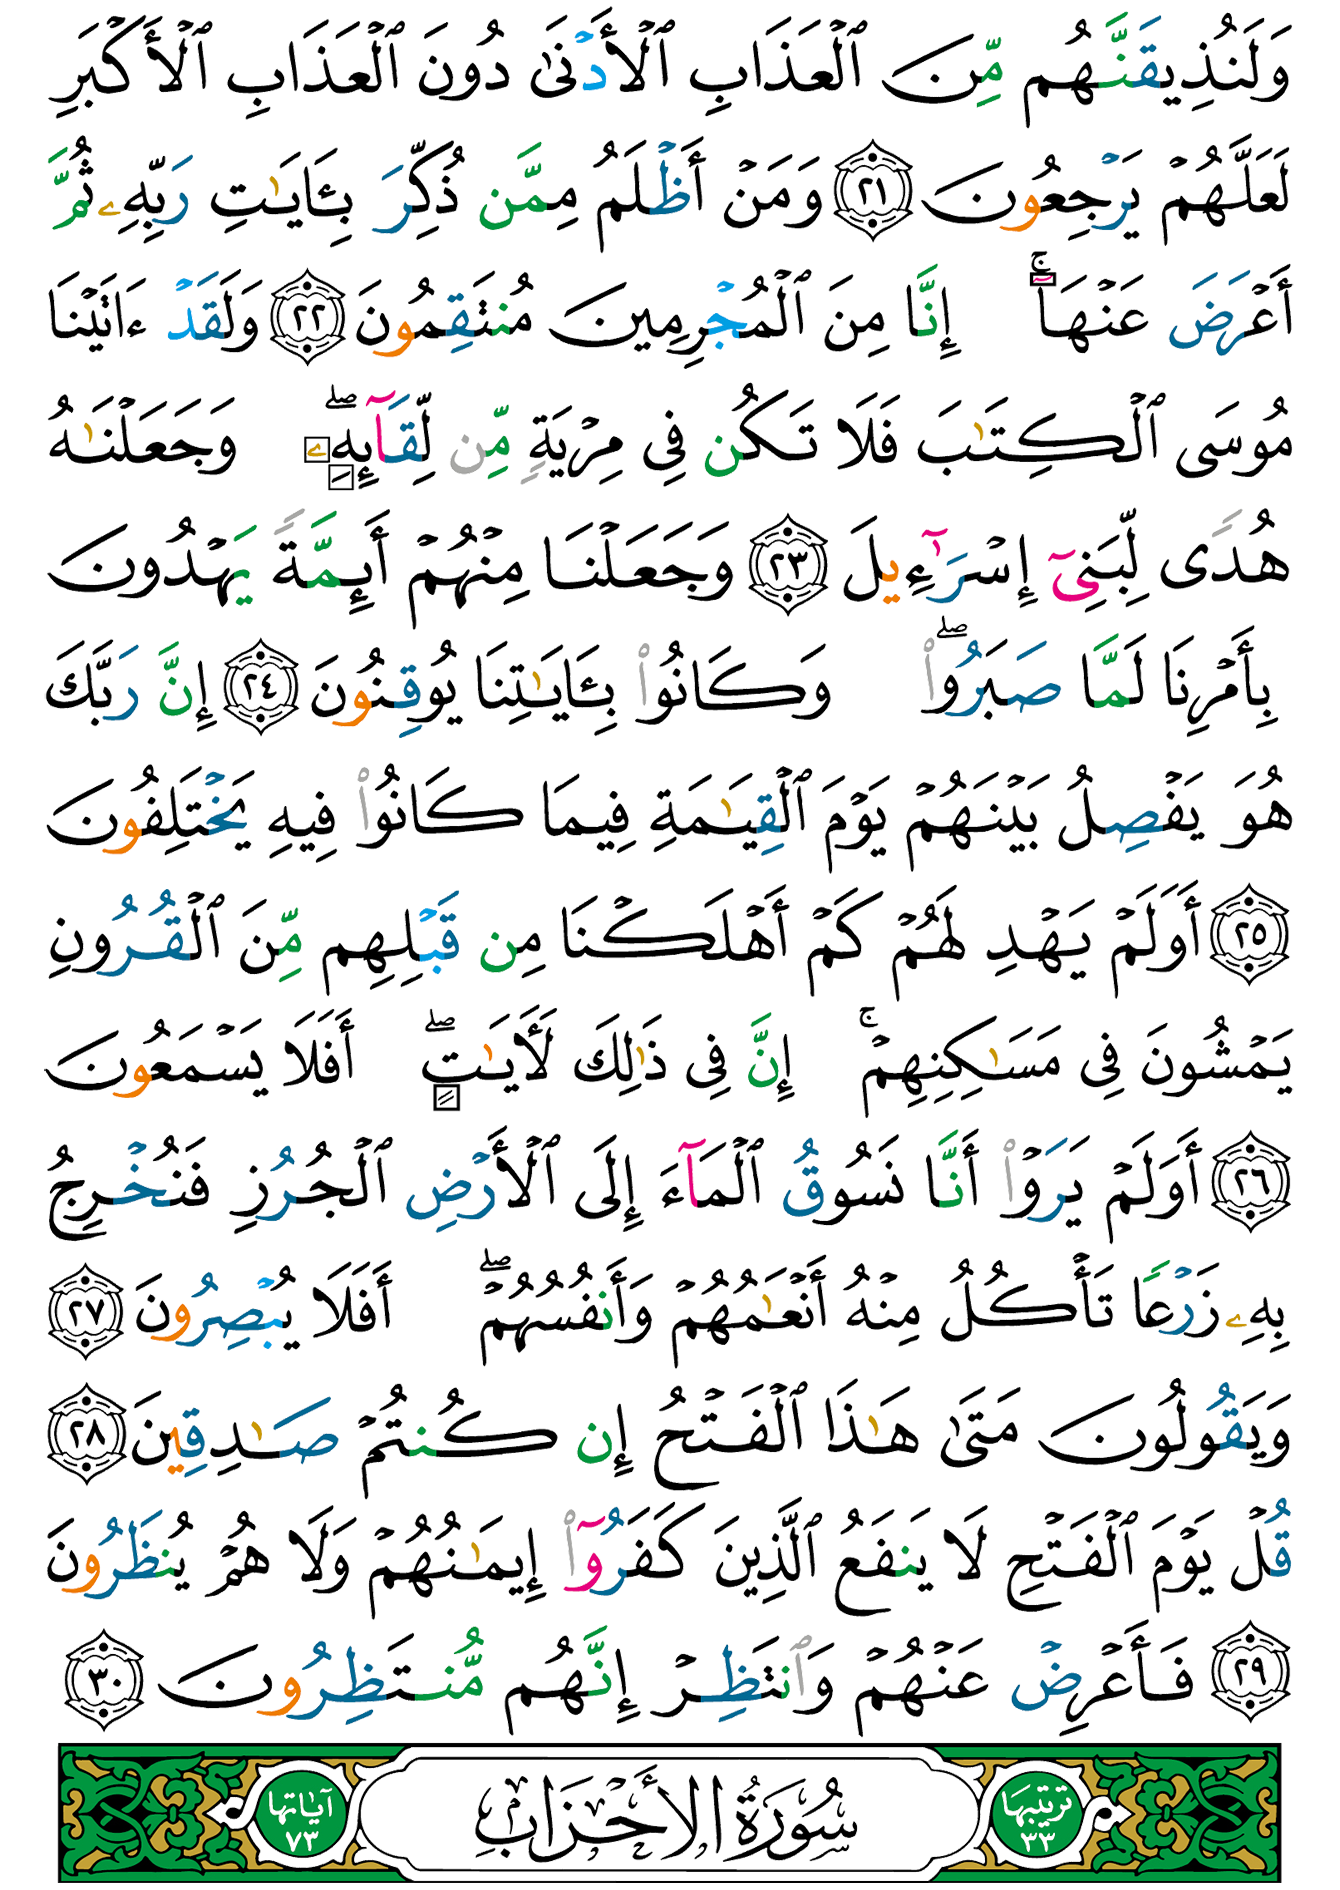 وَلَنُذِيقَنَّهُم مِّنَ ٱلْعَذَابِ ٱلْأَدْنَىٰ دُونَ ٱلْعَذَابِ ٱلْأَكْبَرِ
لَعَلَّهُمْ يَرْجِعُونَ ٢١ وَمَنْ أَظْلَمُ مِمَّن ذُكِّرَ بِـَٔايَـٰتِ رَبِّهِۦ ثُمَّ
أَعْرَضَ عَنْهَآ ۚ إِنَّا مِنَ ٱلْمُجْرِمِينَ مُنتَقِمُونَ ٢٢ وَلَقَدْ ءَاتَيْنَا
مُوسَى ٱلْكِتَـٰبَ فَلَا تَكُن فِى مِرْيَةٍ مِّن لِّقَآئِهِۦ ۖ وَجَعَلْنَـٰهُ
هُدًى لِّبَنِىٓ إِسْرَٰٓءِيلَ ٢٣ وَجَعَلْنَا مِنْهُمْ أَئِمَّةً يَهْدُونَ
بِأَمْرِنَا لَمَّا صَبَرُوا۟ ۖ وَكَانُوا۟ بِـَٔايَـٰتِنَا يُوقِنُونَ ٢٤ إِنَّ رَبَّكَ
هُوَ يَفْصِلُ بَيْنَهُمْ يَوْمَ ٱلْقِيَـٰمَةِ فِيمَا كَانُوا۟ فِيهِ يَخْتَلِفُونَ
٢٥ أَوَلَمْ يَهْدِ لَهُمْ كَمْ أَهْلَكْنَا مِن قَبْلِهِم مِّنَ ٱلْقُرُونِ
يَمْشُونَ فِى مَسَـٰكِنِهِمْ ۚ إِنَّ فِى ذَٰلِكَ لَـَٔايَـٰتٍ ۖ أَفَلَا يَسْمَعُونَ
٢٦ أَوَلَمْ يَرَوْا۟ أَنَّا نَسُوقُ ٱلْمَآءَ إِلَى ٱلْأَرْضِ ٱلْجُرُزِ فَنُخْرِجُ
بِهِۦ زَرْعًا تَأْكُلُ مِنْهُ أَنْعَـٰمُهُمْ وَأَنفُسُهُمْ ۖ أَفَلَا يُبْصِرُونَ ٢٧
وَيَقُولُونَ مَتَىٰ هَـٰذَا ٱلْفَتْحُ إِن كُنتُمْ صَـٰدِقِينَ ٢٨
قُلْ يَوْمَ ٱلْفَتْحِ لَا يَنفَعُ ٱلَّذِينَ كَفَرُوٓا۟ إِيمَـٰنُهُمْ وَلَا هُمْ يُنظَرُونَ
٢٩ فَأَعْرِضْ عَنْهُمْ وَٱنتَظِرْ إِنَّهُم مُّنتَظِرُونَ ٣٠
ترتيبها ٣٣ سُورَةُ الأَحْزَابِ آياتها ٧٣